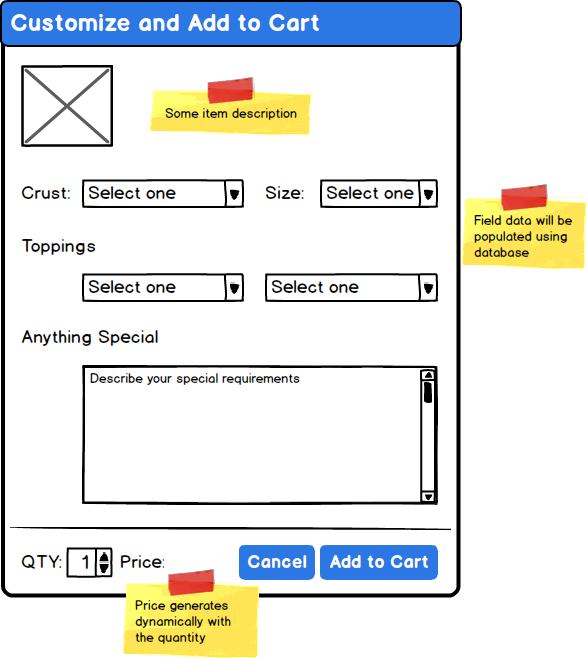 Customize and Add to Cart
Some item description
Crust: Select one Size: Select one
Field data will be
populated using
database
Toppings
Select one Select one
Anything Special
Describe your special requirements
QTY: 1 Price: Cancel Add to Cart
Price generates
dynamically with
the quantity